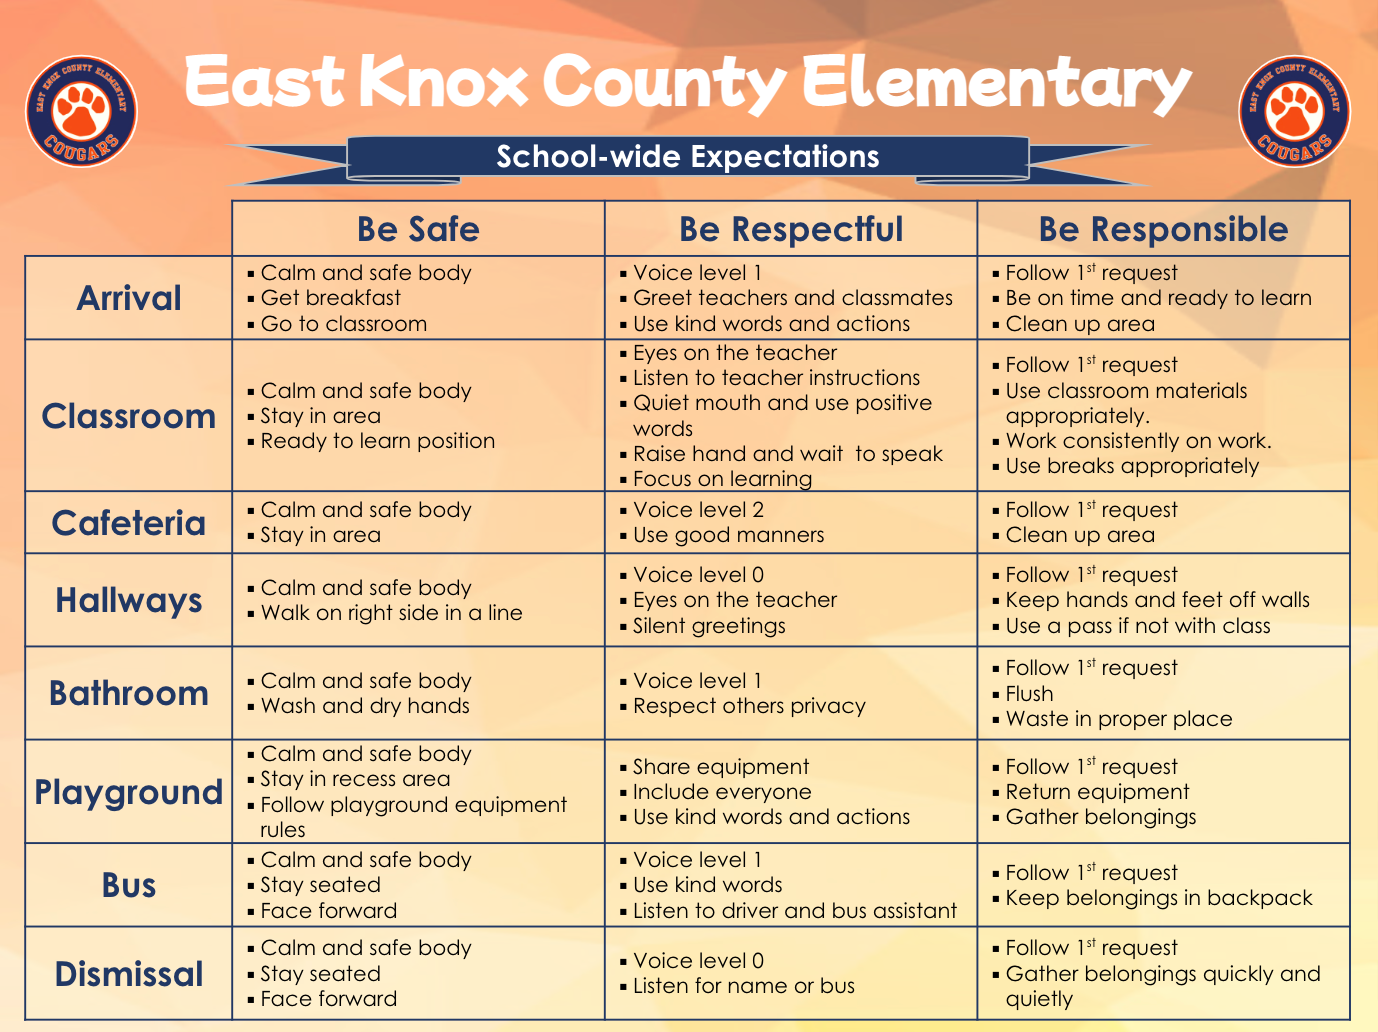 East Knox County Elementary
EAST KNOX COUNTY ELEMENTARY
COUGARS
EAST KNOX COUNTY ELEMENTARY
COUGARS
School-wide Expectations
Be Safe
Be Respectful
Be Responsible
Arrival
▪ Calm and safe body
▪ Get breakfast
▪ Go to classroom
▪ Voice level 1
▪ Greet teachers and classmates
▪ Use kind words and actions
▪ Follow 1st request
▪ Be on time and ready to learn
▪ Clean up area
Classroom
▪ Calm and safe body
▪ Stay in area
▪ Ready to learn position
▪ Eyes on the teacher
▪ Listen to teacher instructions
▪ Quiet mouth and use positive
words
▪ Raise hand and wait  to speak
▪ Focus on learning
▪ Follow 1st request
▪ Use classroom materials
appropriately.
▪ Work consistently on work.
▪ Use breaks appropriately
Cafeteria
▪ Calm and safe body
▪ Stay in area
▪ Voice level 2
▪ Use good manners
▪ Follow 1st request
▪ Clean up area
Hallways
▪ Calm and safe body
▪ Walk on right side in a line
▪ Voice level 0
▪ Eyes on the teacher
▪ Silent greetings
▪ Follow 1st request
▪ Keep hands and feet off walls
▪ Use a pass if not with class
Bathroom
▪ Calm and safe body
▪ Wash and dry hands
▪ Voice level 1
▪ Respect others privacy
▪ Follow 1st request
▪ Flush
▪ Waste in proper place
Playground
▪ Calm and safe body
▪ Stay in recess area
▪ Follow playground equipment
rules
▪ Share equipment
▪ Include everyone
▪ Use kind words and actions
▪ Follow 1st request
▪ Return equipment
▪ Gather belongings
Bus
▪ Calm and safe body
▪ Stay seated
▪ Face forward
▪ Voice level 1
▪ Use kind words
▪ Listen to driver and bus assistant
▪ Follow 1st request
▪ Keep belongings in backpack
Dismissal
▪ Calm and safe body
▪ Stay seated
▪ Face forward
▪ Voice level 0
▪ Listen for name or bus
▪ Follow 1st request
▪ Gather belongings quickly and
quietly